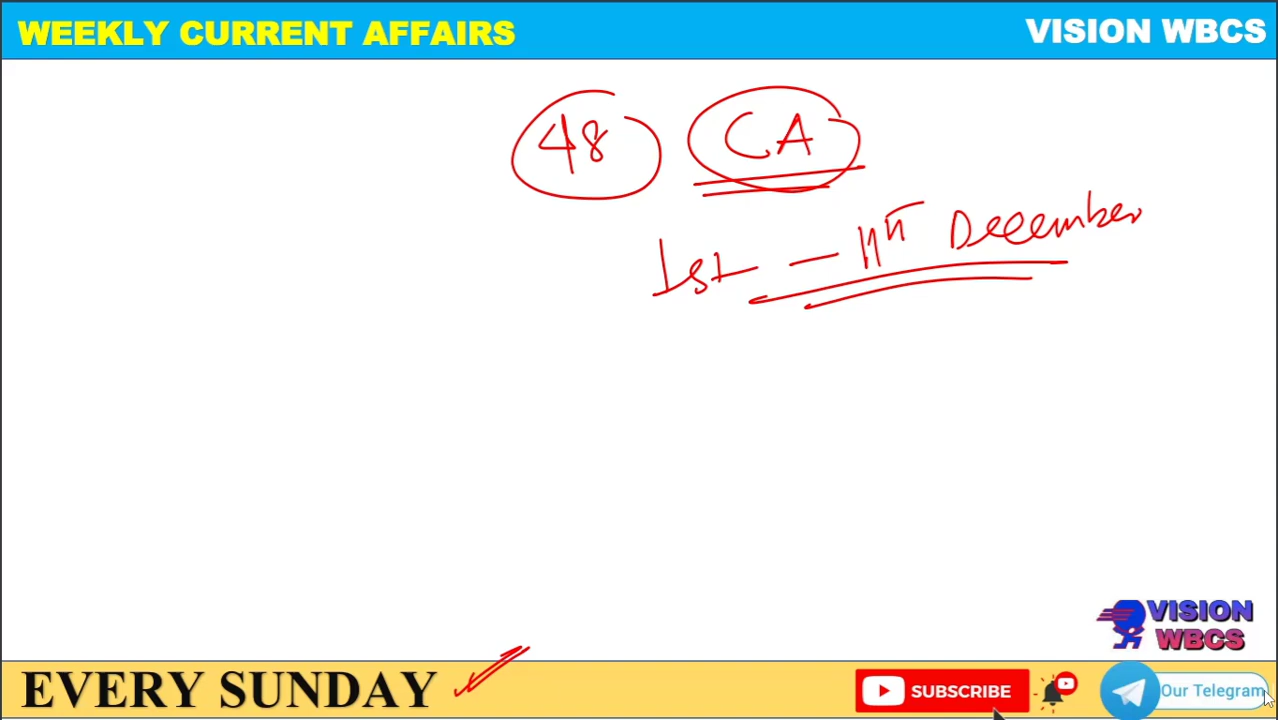 WEEKLY CURRENT AFFAIRS VISION WBCS
48 CA
1st - 11th December
VISION
WBCS
EVERY SUNDAY SUBSCRIBE Our Telegram